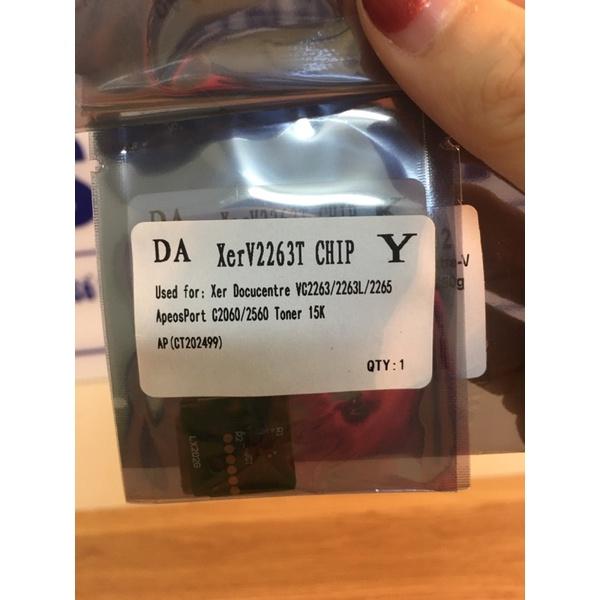 DA XerV2263T CHIP Y
Used for: Xer Docucentre VC2263/2263L/2265
ApeosPort C2060/2560 Toner 15K
AP(CT202499)
QTY:1
LX202G